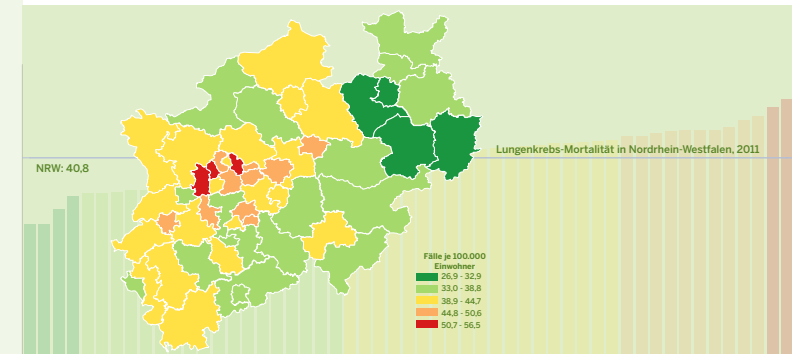 Lungenkrebs-Mortalität in Nordrhein-Westfalen, 2011
NRW: 40,8
Fälle je 100.000
Einwohner
26,9 - 32,9
33,0 - 38,8
38,9 - 44,7
44,8 - 50,6
50,7 - 56,5